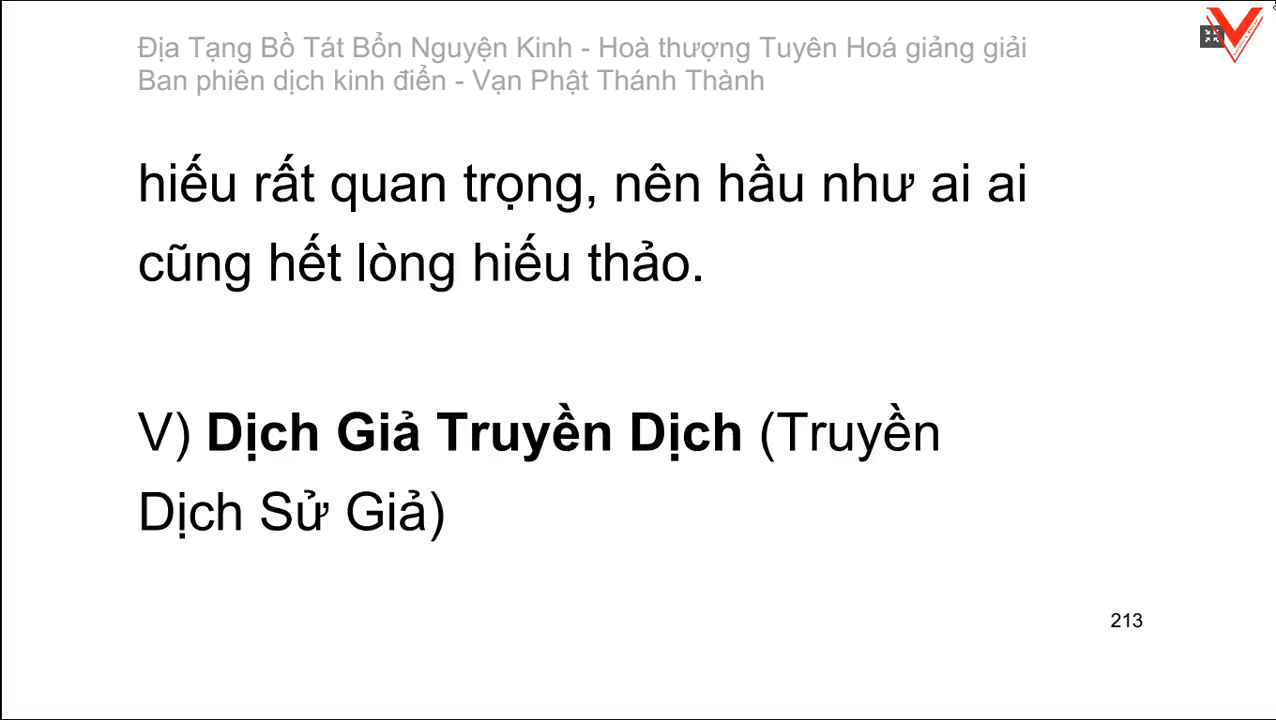 Địa Tạng Bồ Tát Bổn Nguyện Kinh - Hoà thượng Tuyên Hoá giảng giải
Ban phiên dịch kinh điển - Vạn Phật Thánh Thành
hiếu rất quan trọng, nên hầu như ai ai
cũng hết lòng hiếu thảo.
V) Dịch Giả Truyền Dịch (Truyền
Dịch Sử Giả)
213